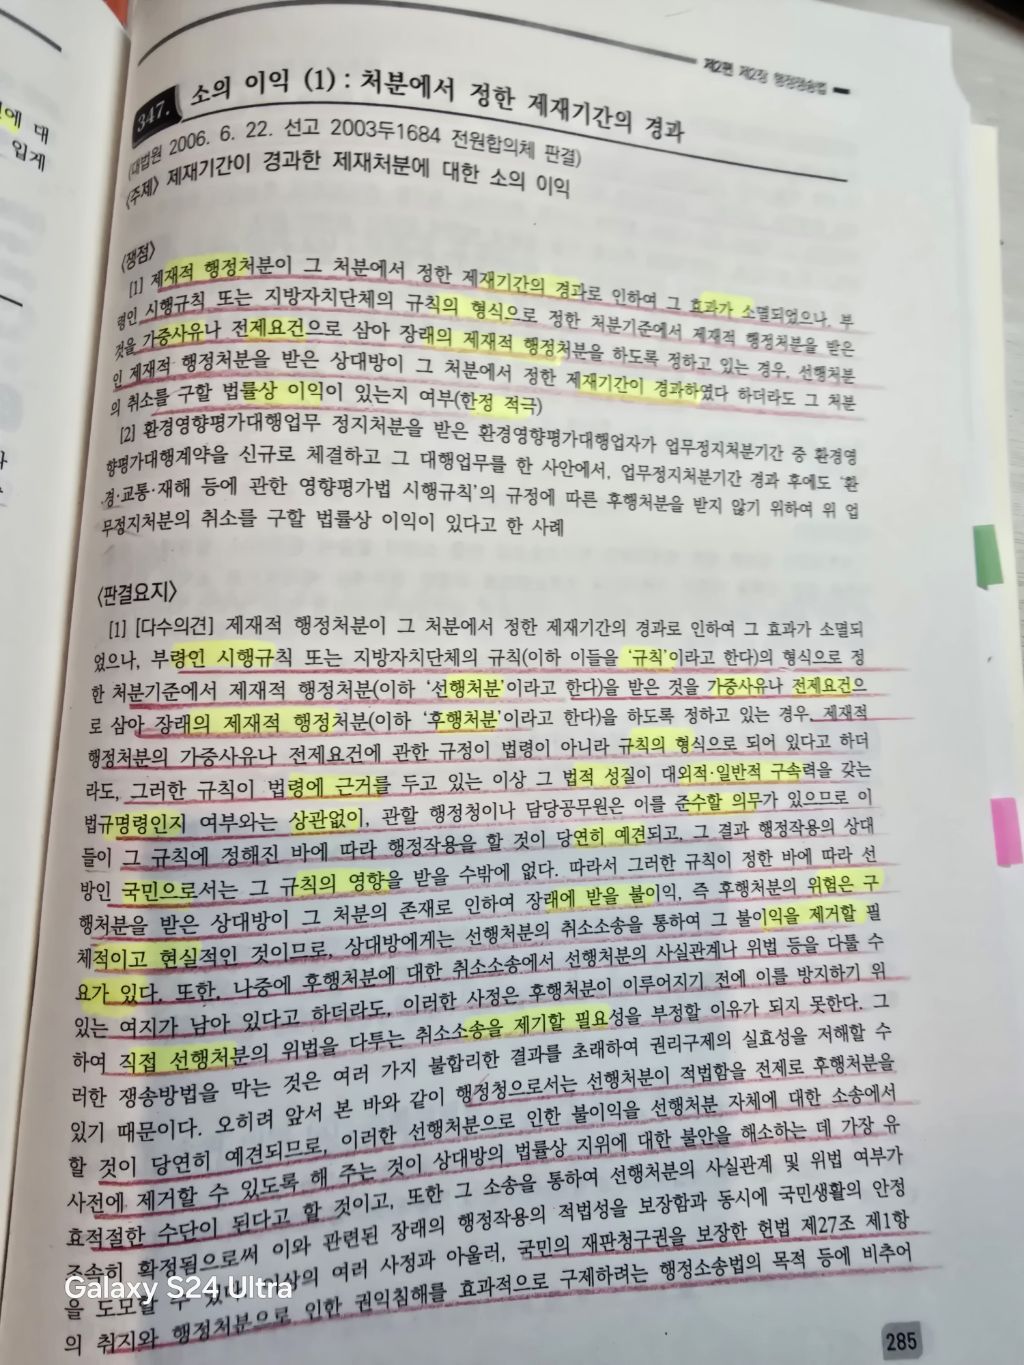 에 대
입게
제2편 제2장 행정쟁송법
347. 소의 이익 (1) : 처분에서 정한 제재기간의 경과
(대법원 2006. 6. 22. 선고 2003두1684 전원합의체 판결)
〈주제〉 제재기간이 경과한 제재처분에 대한 소의 이익
〈쟁점〉
[1] 제재적 행정처분이 그 처분에서 정한 제재기간의 경과로 인하여 그 효과가 소멸되었으나, 부
령인 시행규칙 또는 지방자치단체의 규칙의 형식으로 정한 처분기준에서 제재적 행정처분을 받은
것을 가중사유나 전제요건으로 삼아 장래의 제재적 행정처분을 하도록 정하고 있는 경우, 선행처분
인 제재적 행정처분을 받은 상대방이 그 처분에서 정한 제재기간이 경과하였다 하더라도 그 처분
의 취소를 구할 법률상 이익이 있는지 여부(한정 적극)
[2] 환경영향평가대행업무 정지처분을 받은 환경영향평가대행업자가 업무정지처분기간 중 환경영
향평가대행계약을 신규로 체결하고 그 대행업무를 한 사안에서, 업무정지처분기간 경과 후에도 ‘환
경·교통·재해 등에 관한 영향평가법 시행규칙’의 규정에 따른 후행처분을 받지 않기 위하여 위 업
무정지처분의 취소를 구할 법률상 이익이 있다고 한 사례
〈판결요지〉
[1] [다수의견] 제재적 행정처분이 그 처분에서 정한 제재기간의 경과로 인하여 그 효과가 소멸되
었으나, 부령인 시행규칙 또는 지방자치단체의 규칙(이하 이들을 ‘규칙’이라고 한다)의 형식으로 정
한 처분기준에서 제재적 행정처분(이하 ‘선행처분’이라고 한다)을 받은 것을 가중사유나 전제요건으
로 삼아 장래의 제재적 행정처분(이하 ‘후행처분’이라고 한다)을 하도록 정하고 있는 경우, 제재적
행정처분의 가중사유나 전제요건에 관한 규정이 법령이 아니라 규칙의 형식으로 되어 있다고 하더
라도, 그러한 규칙이 법령에 근거를 두고 있는 이상 그 법적 성질이 대외적·일반적 구속력을 갖는
법규명령인지 여부와는 상관없이, 관할 행정청이나 담당공무원은 이를 준수할 의무가 있으므로 이
들이 그 규칙에 정해진 바에 따라 행정작용을 할 것이 당연히 예견되고, 그 결과 행정작용의 상대
방인 국민으로서는 그 규칙의 영향을 받을 수밖에 없다. 따라서 그러한 규칙이 정한 바에 따라 선
행처분을 받은 상대방이 그 처분의 존재로 인하여 장래에 받을 불이익, 즉 후행처분의 위험은 구
체적이고 현실적인 것이므로, 상대방에게는 선행처분의 취소소송을 통하여 그 불이익을 제거할 필
요가 있다. 또한, 나중에 후행처분에 대한 취소소송에서 선행처분의 사실관계나 위법 등을 다툴 수
있는 여지가 남아 있다고 하더라도, 이러한 사정은 후행처분이 이루어지기 전에 이를 방지하기 위
하여 직접 선행처분의 위법을 다투는 취소소송을 제기할 필요성을 부정할 이유가 되지 못한다. 그
러한 쟁송방법을 막는 것은 여러 가지 불합리한 결과를 초래하여 권리구제의 실효성을 저해할 수
있기 때문이다. 오히려 앞서 본 바와 같이 행정청으로서는 선행처분이 적법함을 전제로 후행처분을
할 것이 당연히 예견되므로, 이러한 선행처분으로 인한 불이익을 선행처분 자체에 대한 소송에서
사전에 제거할 수 있도록 해 주는 것이 상대방의 법률상 지위에 대한 불안을 해소하는 데 가장 유
효적절한 수단이 된다고 할 것이고, 또한 그 소송을 통하여 선행처분의 사실관계 및 위법 여부가
조속히 확정됨으로써 이와 관련된 장래의 행정작용의 적법성을 보장함과 동시에 국민생활의 안정
을 도모할 수 있다. 이상의 여러 사정과 아울러, 국민의 재판청구권을 보장한 헌법 제27조 제1항
의 취지와 행정처분으로 인한 권익침해를 효과적으로 구제하려는 행정소송법의 목적 등에 비추어
Galaxy S24 Ultra
285